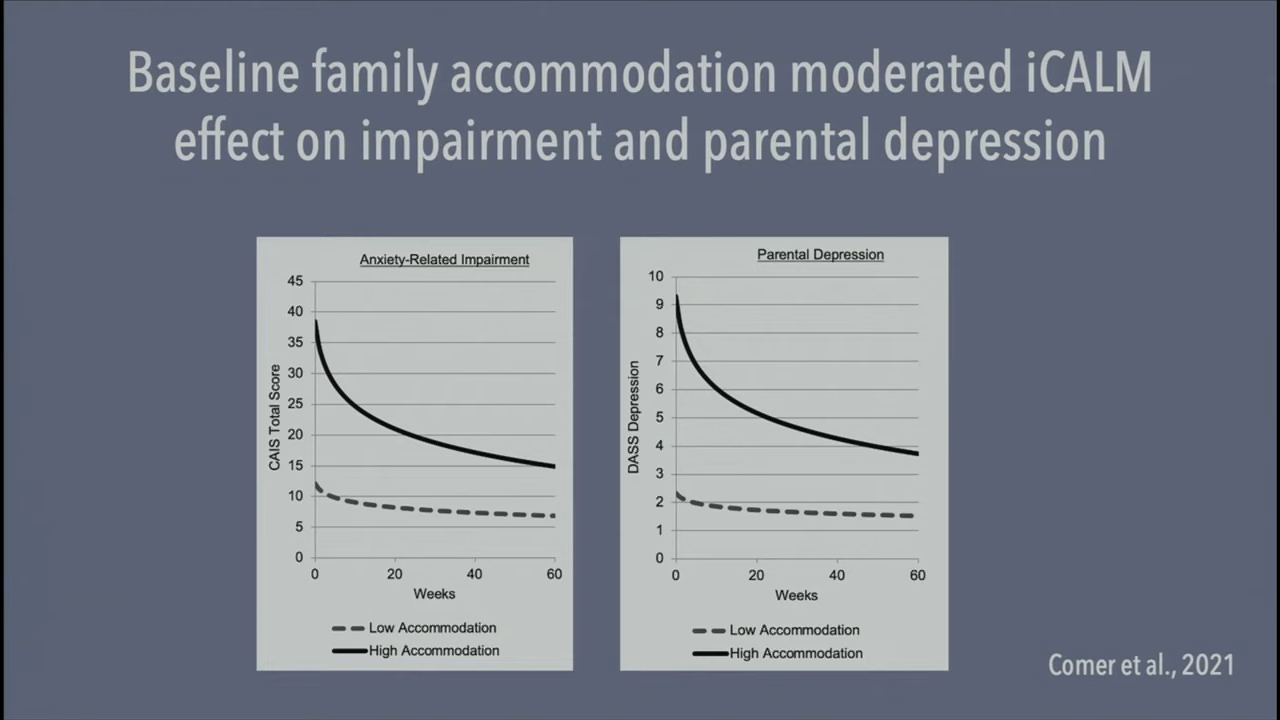 Baseline family accommodation moderated iCALM
effect on impairment and parental depression
Anxiety-Related Impairment
CAIS Total Score
45
40
35
30
25
20
15
10
5
0
0 20 40 60
Weeks
Low Accommodation
High Accommodation
Parental Depression
DASS Depression
10
9
8
7
6
5
4
3
2
1
0
0 20 40 60
Weeks
Low Accommodation
High Accommodation
Comer et al., 2021